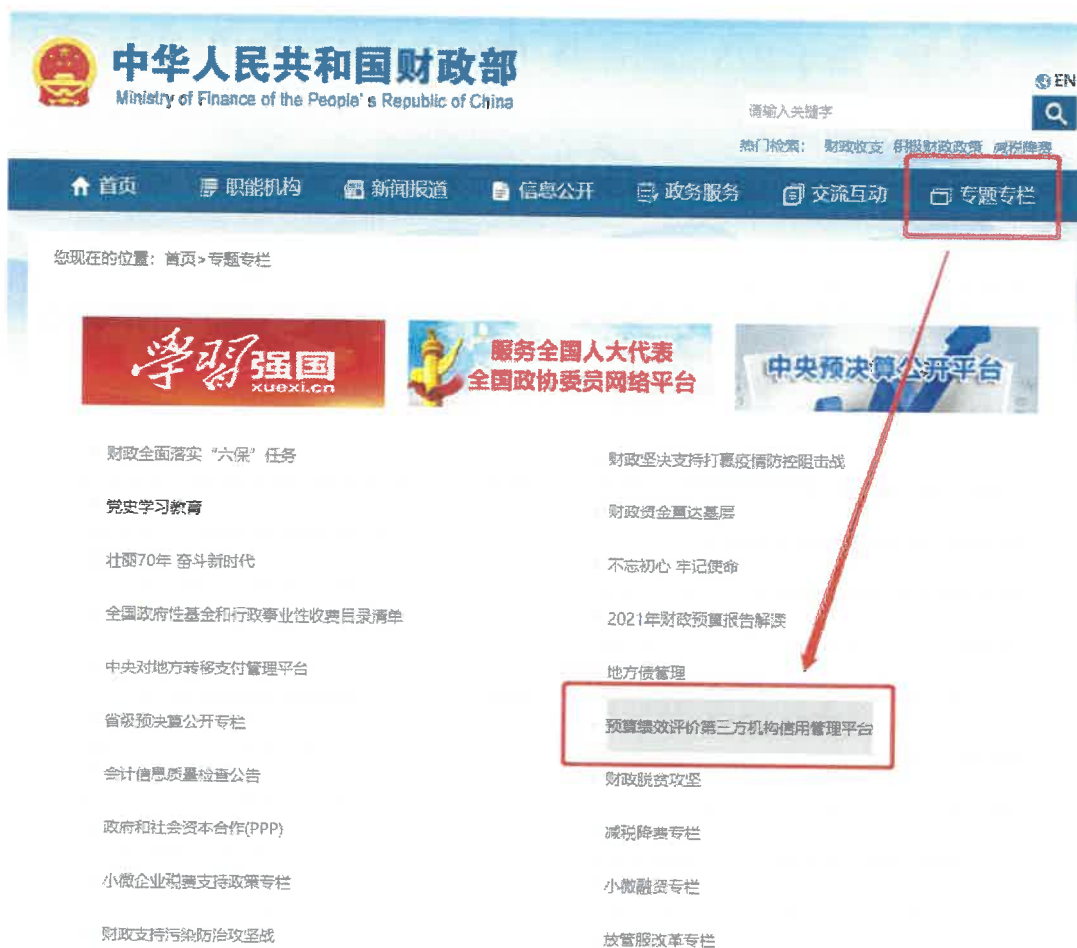 中华人民共和国财政部
Ministry of Finance of the People's Republic of China
EN
请输入关键字
热门检索： 财政收支 积极财政政策 减税降费
首页 职能机构 新闻报道 信息公开 政务服务 交流互动 专题专栏
您现在的位置：首页>专题专栏
学习强国
xuexi.cn
服务全国人大代表
全国政协委员网络平台
中央预决算公开平台
财政全面落实“六保”任务
财政坚决支持打赢疫情防控阻击战
党史学习教育
财政资金直达基层
壮丽70年 奋斗新时代
不忘初心 牢记使命
全国政府性基金和行政事业性收费目录清单
2021年财政预算报告解读
中央对地方转移支付管理平台
地方债管理
省级预决算公开专栏
预算绩效评价第三方机构信用管理平台
会计信息质量检查公告
财政脱贫攻坚
政府和社会资本合作(PPP)
减税降费专栏
小微企业税费支持政策专栏
小微融资专栏
财政支持污染防治攻坚战
放管服改革专栏